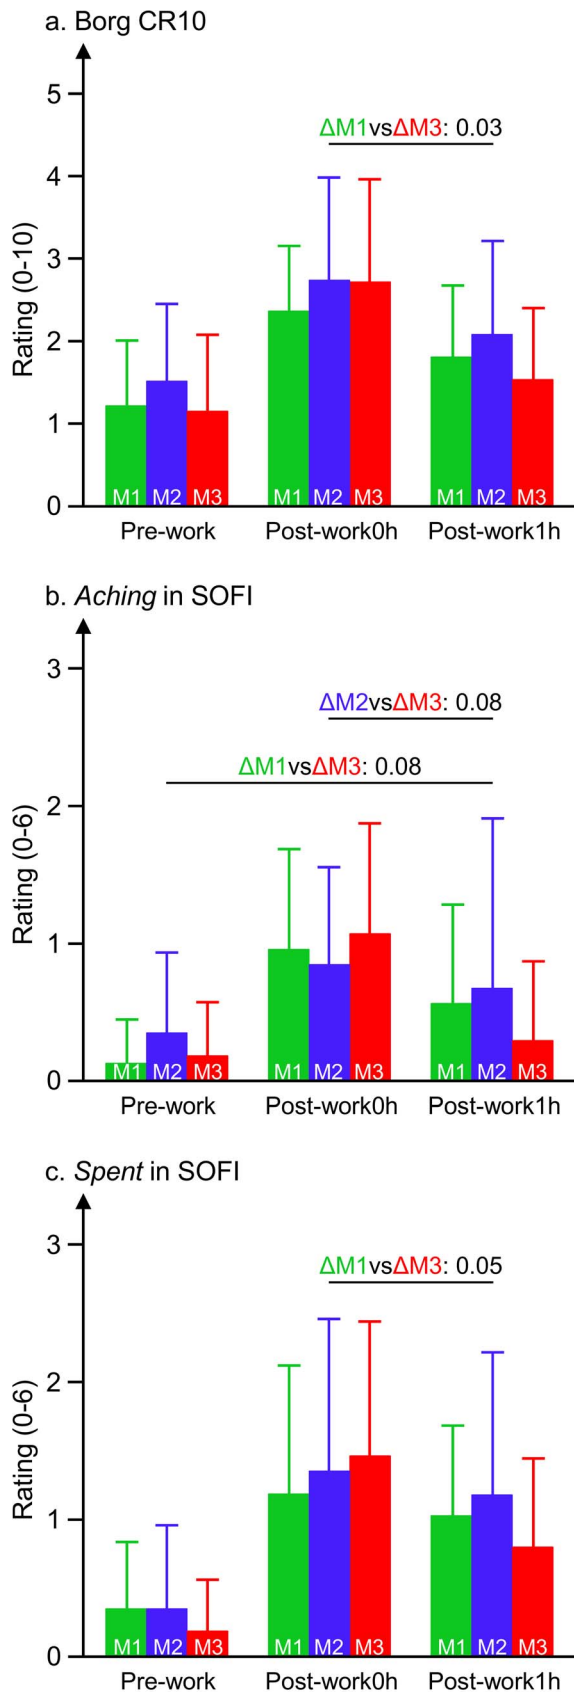 a. Borg CR10
5
ΔM1vsΔM3: 0.03
4
3
2
1
0
Rating (0-10)
M1 M2 M3 M1 M2 M3 M1 M2 M3
Pre-work Post-work0h Post-work1h
b. Aching in SOFI
3
ΔM2vsΔM3: 0.08
ΔM1vsΔM3: 0.08
2
1
0
Rating (0-6)
M1 M2 M3 M1 M2 M3 M1 M2 M3
Pre-work Post-work0h Post-work1h
c. Spent in SOFI
3
ΔM1vsΔM3: 0.05
2
1
0
Rating (0-6)
M1 M2 M3 M1 M2 M3 M1 M2 M3
Pre-work Post-work0h Post-work1h